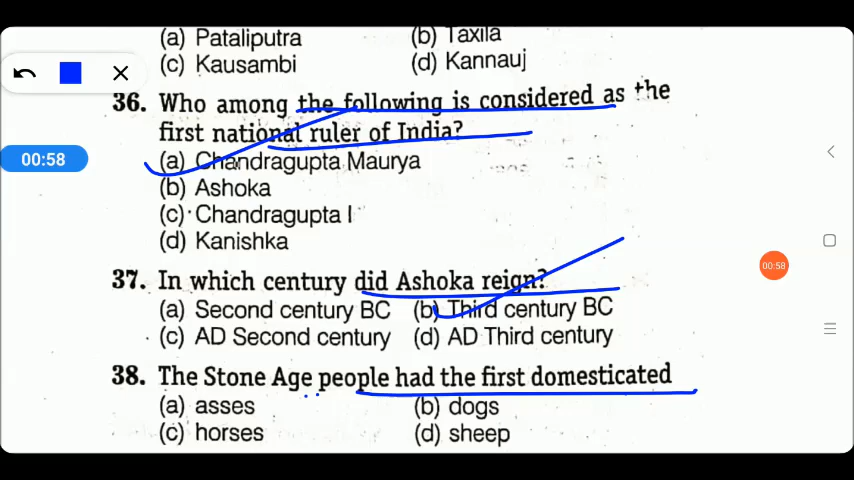 (a) Pataliputra (b) Taxila
(c) Kausambi (d) Kannauj
36. Who among the following is considered as the
first national ruler of India?
(a) Chandragupta Maurya
(b) Ashoka
(c) Chandragupta I
(d) Kanishka
00:58
00:58
37. In which century did Ashoka reign?
(a) Second century BC (b) Third century BC
(c) AD Second century (d) AD Third century
38. The Stone Age people had the first domesticated
(a) asses (b) dogs
(c) horses (d) sheep